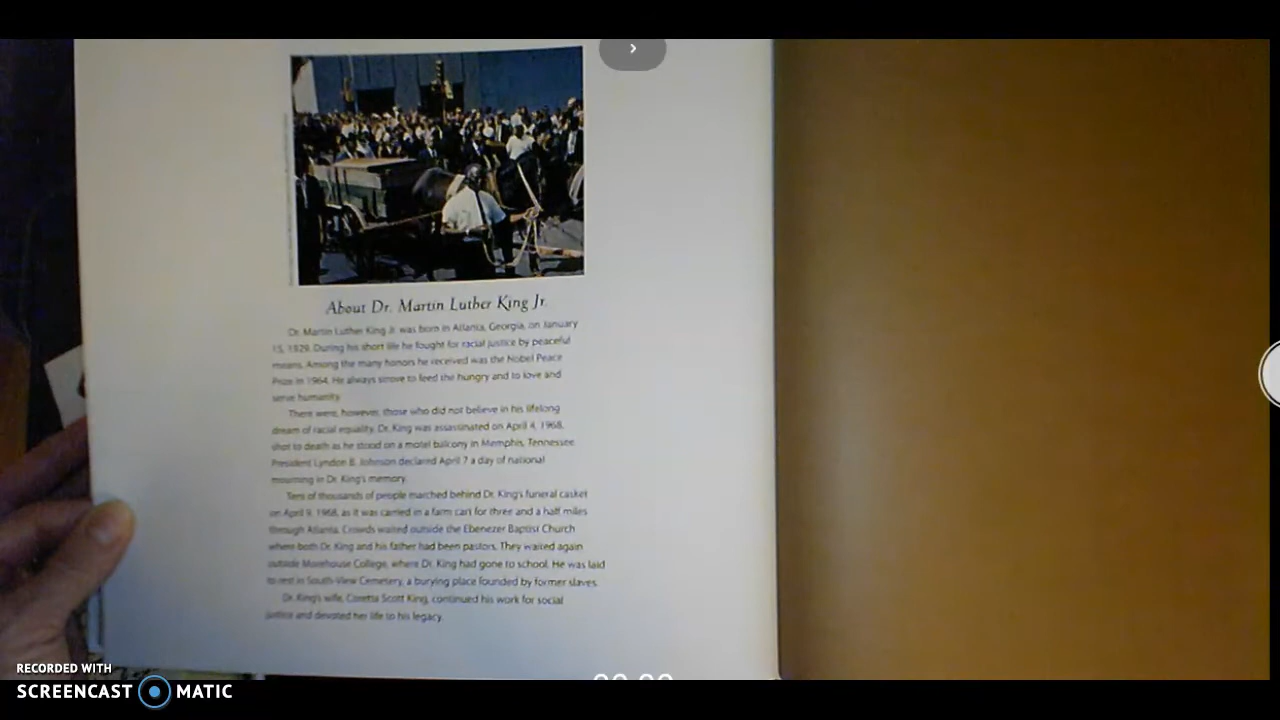 About Dr. Martin Luther King Jr.
Dr. Martin Luther King Jr. was born in Atlanta, Georgia, on January
15, 1929. During his short life he fought for racial justice by peaceful
means. Among the many honors he received was the Nobel Peace
Prize in 1964. He always strove to feed the hungry and to love and
serve humanity.
There were, however, those who did not believe in his lifelong
dream of racial equality. Dr. King was assassinated on April 4, 1968,
shot to death as he stood on a motel balcony in Memphis, Tennessee.
President Lyndon B. Johnson declared April 7 a day of national
mourning in Dr. King's memory.
Tens of thousands of people marched behind Dr. King's funeral casket
on April 9, 1968, as it was carried in a farm cart for three and a half miles
through Atlanta. Crowds waited outside the Ebenezer Baptist Church
where both Dr. King and his father had been pastors. They waited again
outside Morehouse College, where Dr. King had gone to school. He was laid
to rest in South-View Cemetery, a burying place founded by former slaves.
Dr. King's wife, Coretta Scott King, continued his work for social
justice and devoted her life to his legacy.
RECORDED WITH
SCREENCAST MATIC